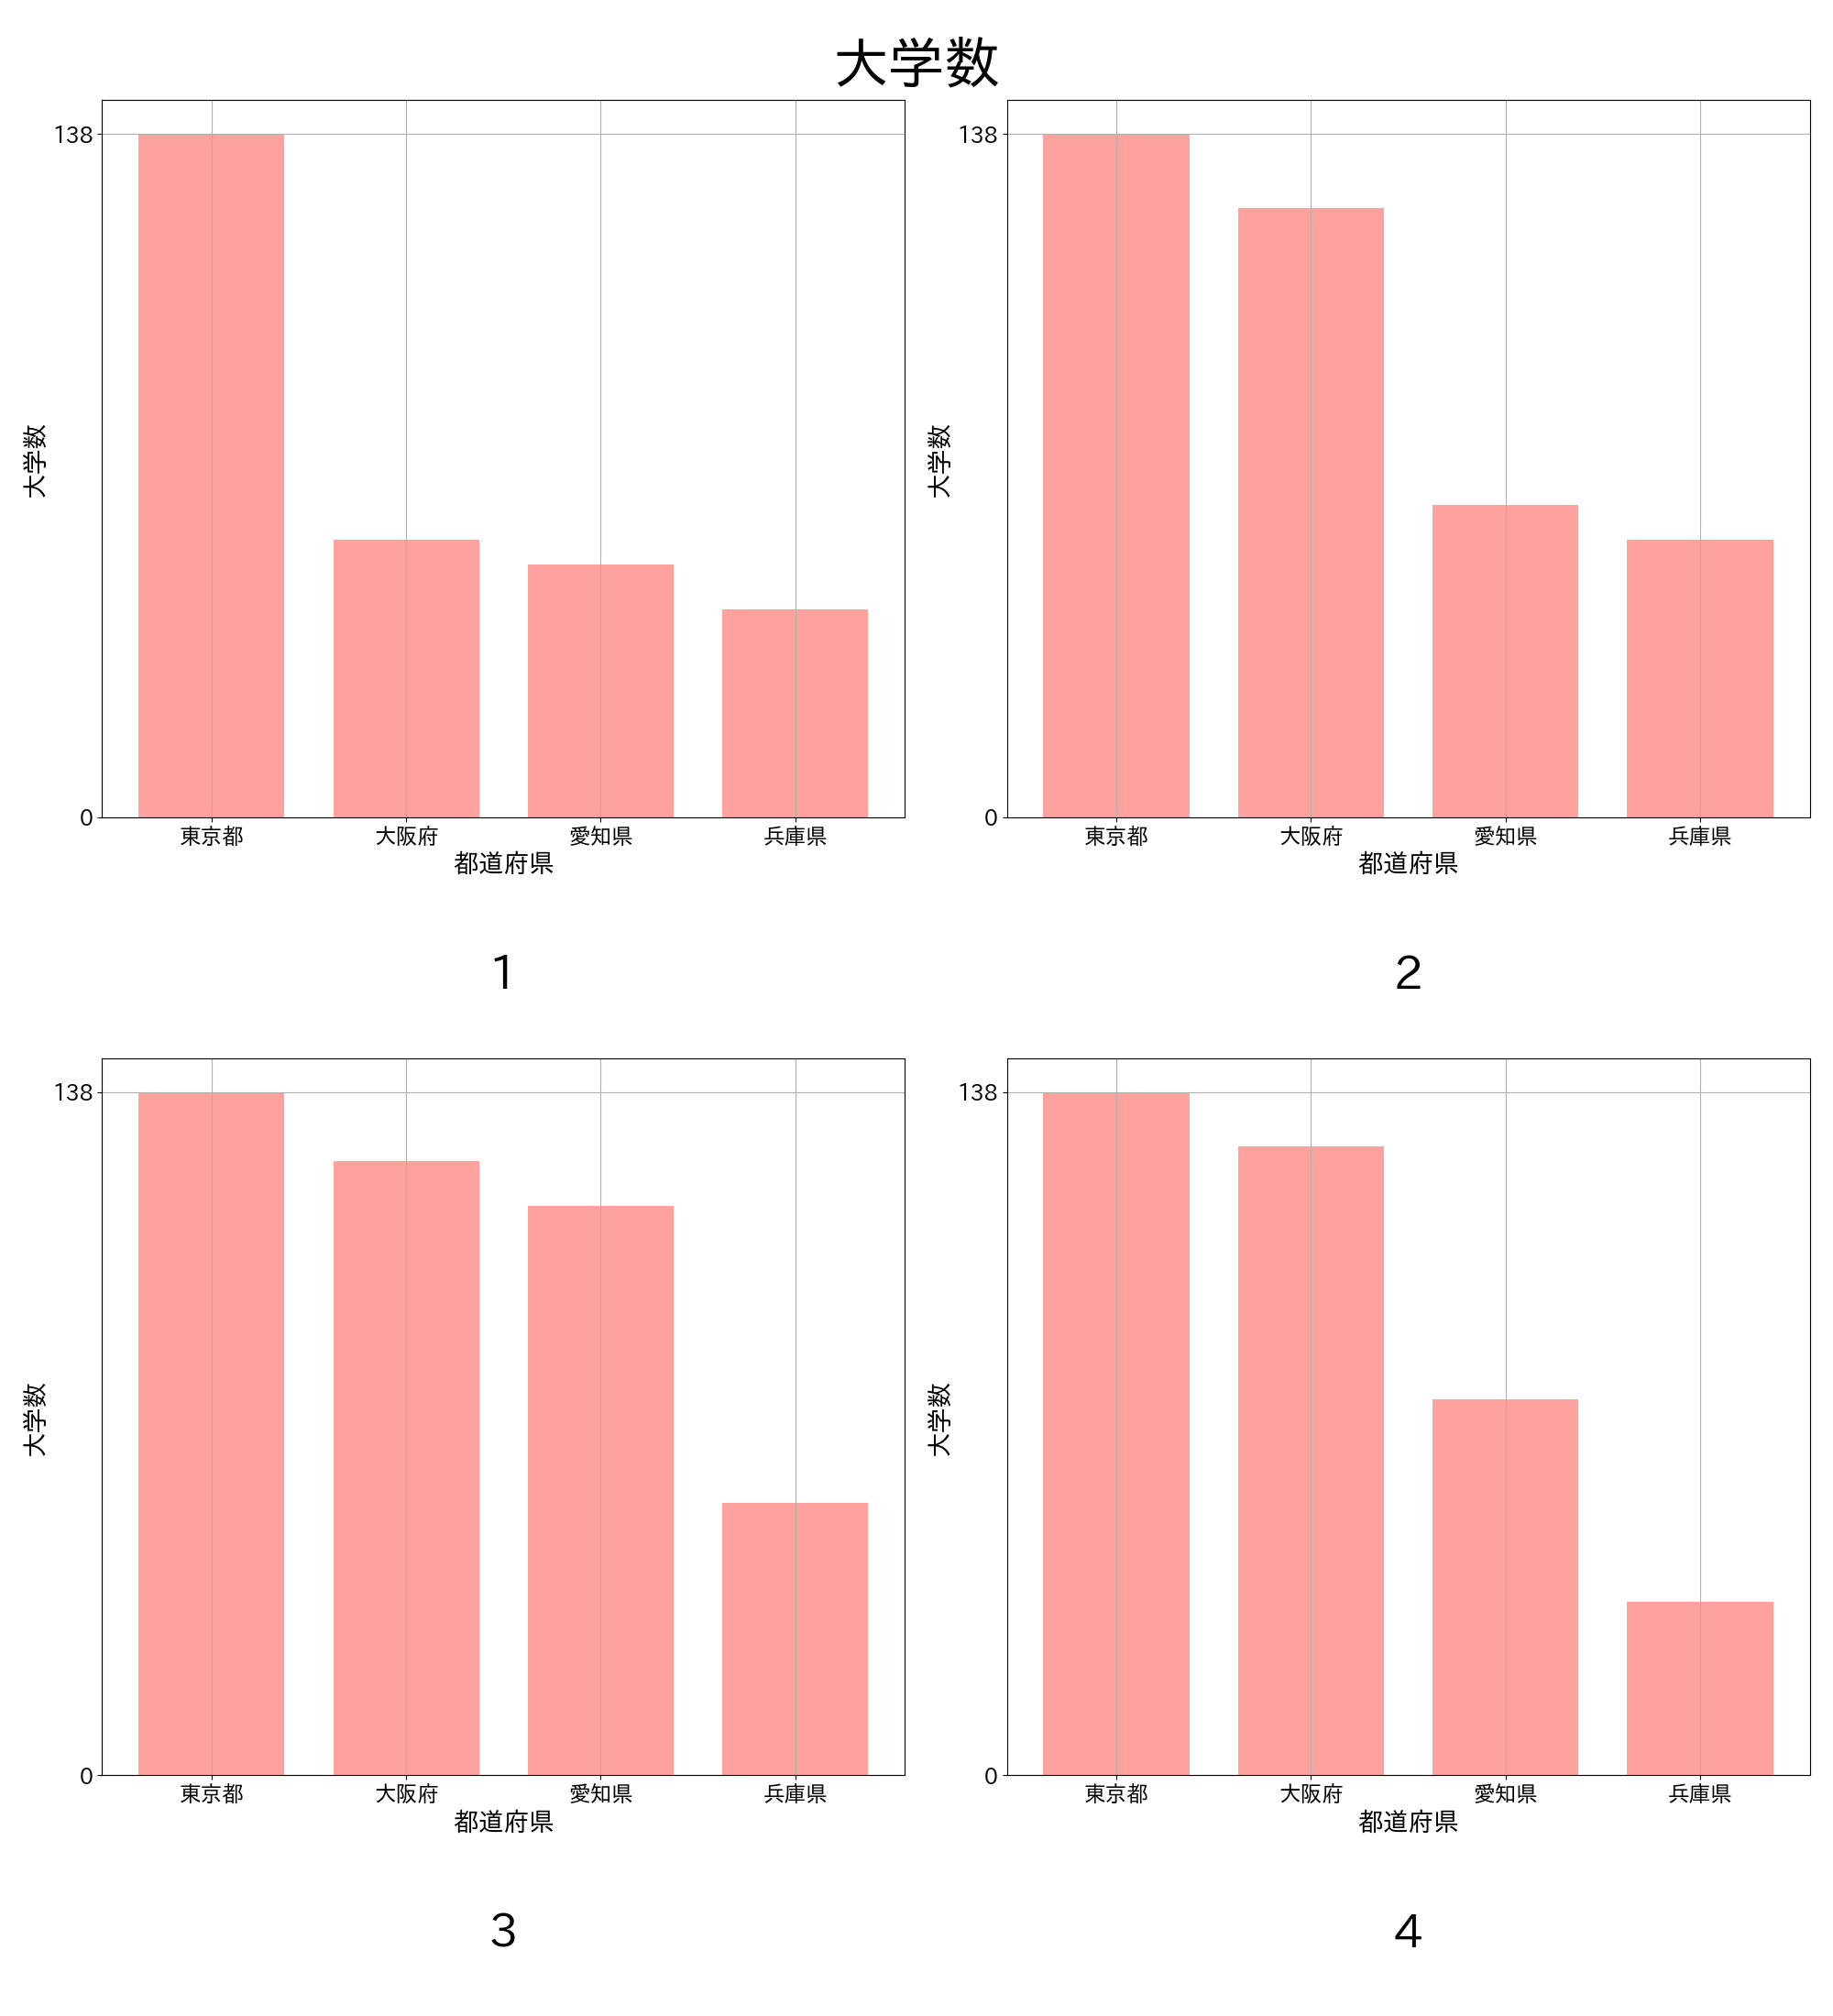 大学数
138
大学数
0
東京都 大阪府 愛知県 兵庫県
都道府県
1
138
大学数
0
東京都 大阪府 愛知県 兵庫県
都道府県
2
138
大学数
0
東京都 大阪府 愛知県 兵庫県
都道府県
3
138
大学数
0
東京都 大阪府 愛知県 兵庫県
都道府県
4